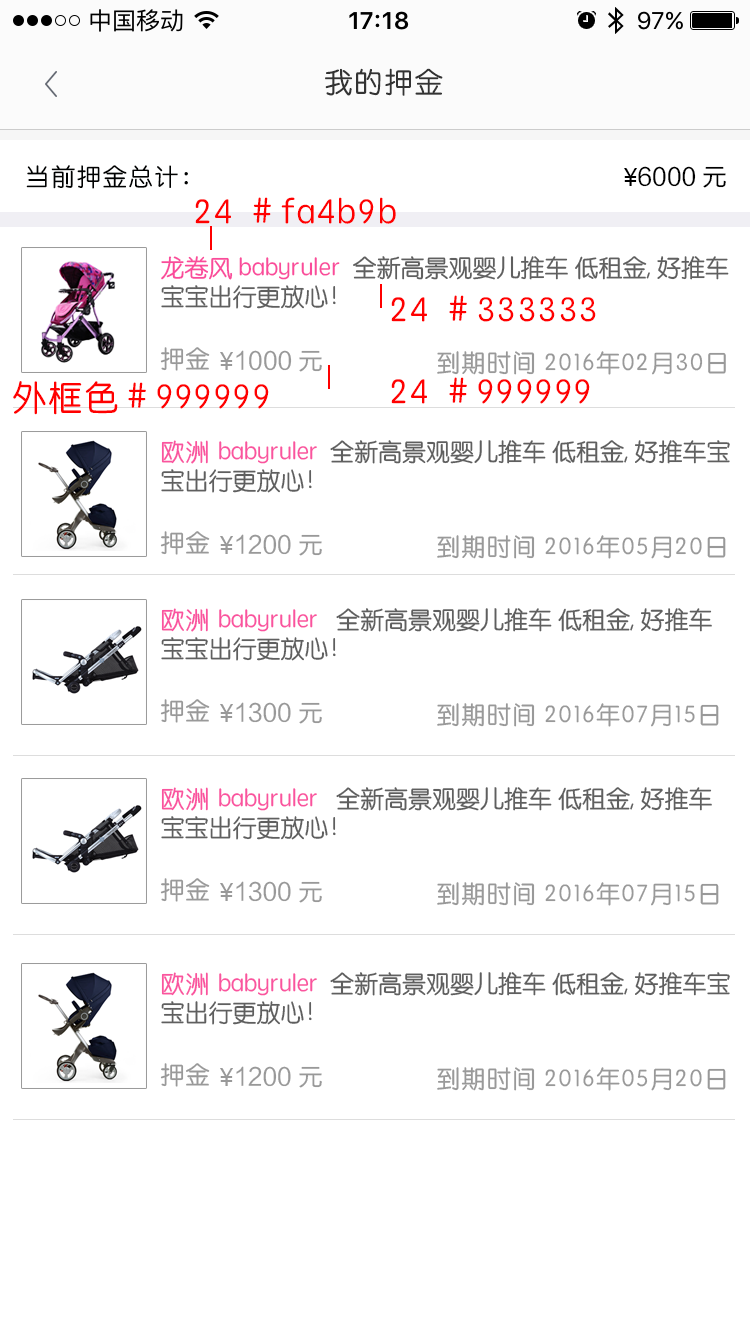 中国移动 17:18 97%
我的押金
当前押金总计： ¥6000 元
24 #fa4b9b
龙卷风 babyruler 全新高景观婴儿推车 低租金, 好推车
宝宝出行更放心!
24 #333333
押金 ¥1000 元 到期时间 2016年02月30日
外框色 #999999 24 #999999
欧洲 babyruler 全新高景观婴儿推车 低租金, 好推车宝
宝出行更放心!
押金 ¥1200 元 到期时间 2016年05月20日
欧洲 babyruler 全新高景观婴儿推车 低租金, 好推车
宝宝出行更放心!
押金 ¥1300 元 到期时间 2016年07月15日
欧洲 babyruler 全新高景观婴儿推车 低租金, 好推车
宝宝出行更放心!
押金 ¥1300 元 到期时间 2016年07月15日
欧洲 babyruler 全新高景观婴儿推车 低租金, 好推车宝
宝出行更放心!
押金 ¥1200 元 到期时间 2016年05月20日